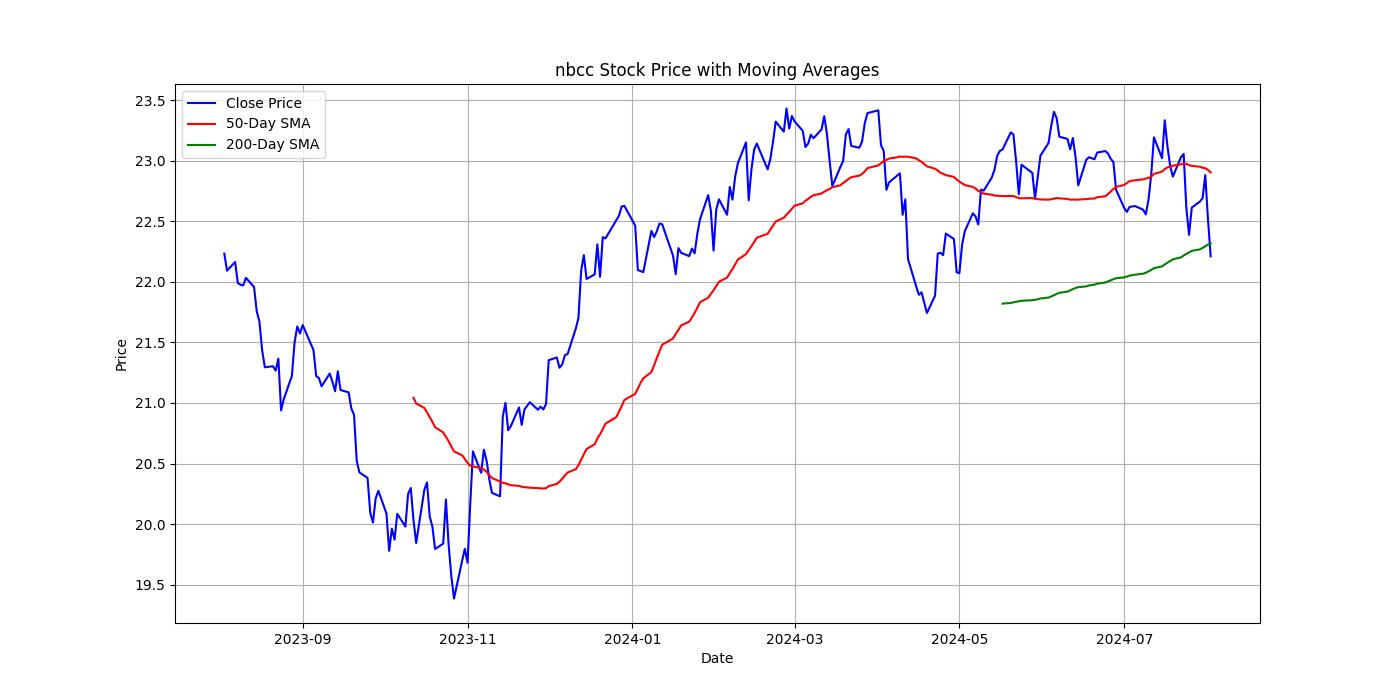 nbcc Stock Price with Moving Averages
Close Price
50-Day SMA
200-Day SMA
23.5
23.0
22.5
22.0
21.5
21.0
20.5
20.0
19.5
Price
2023-09 2023-11 2024-01 2024-03 2024-05 2024-07
Date